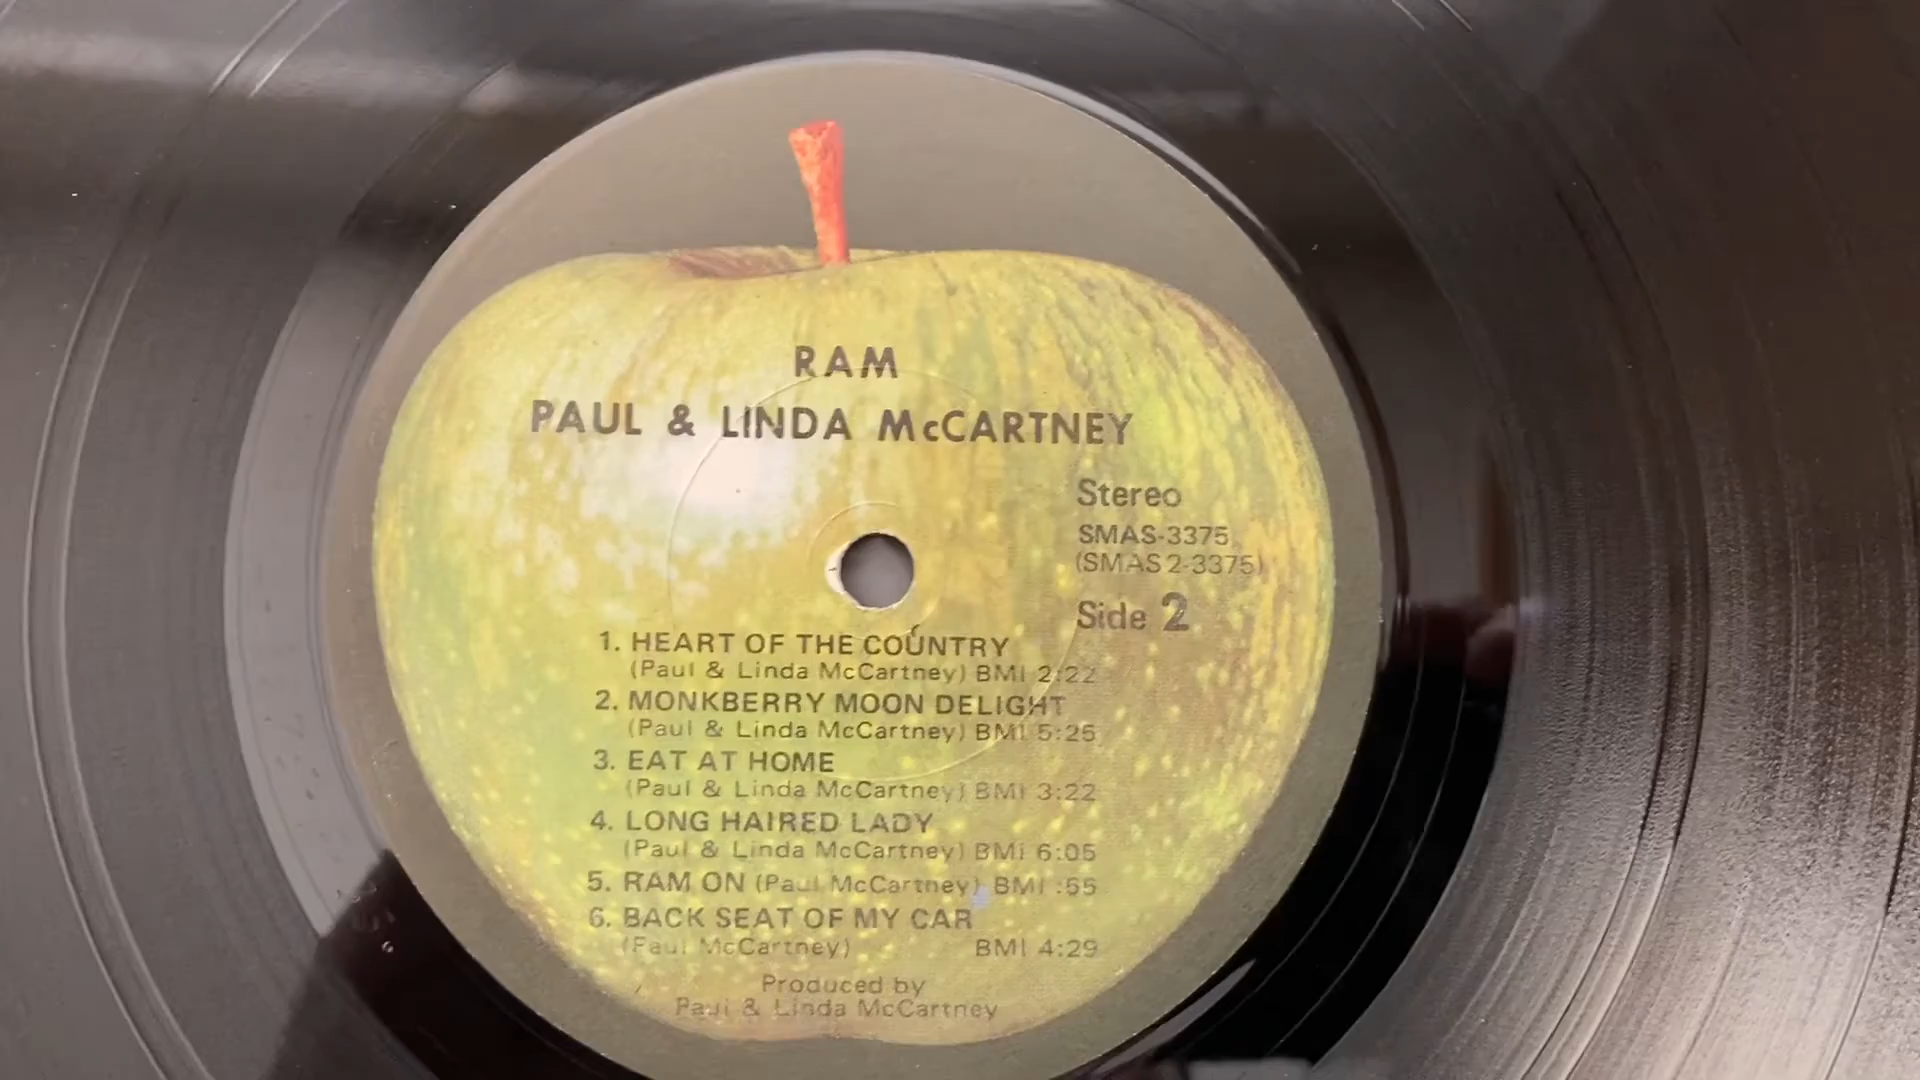 RAM
PAUL & LINDA McCARTNEY
Stereo
SMAS-3375
(SMAS 2-3375)
Side 2
1. HEART OF THE COUNTRY
(Paul & Linda McCartney) BMI 2:22
2. MONKBERRY MOON DELIGHT
(Paul & Linda McCartney) BMI 5:25
3. EAT AT HOME
(Paul & Linda McCartney) BMI 3:22
4. LONG HAIRED LADY
(Paul & Linda McCartney) BMI 6:05
5. RAM ON (Paul McCartney) BMI :55
6. BACK SEAT OF MY CAR
(Paul McCartney) BMI 4:29
Produced by
Paul & Linda McCartney